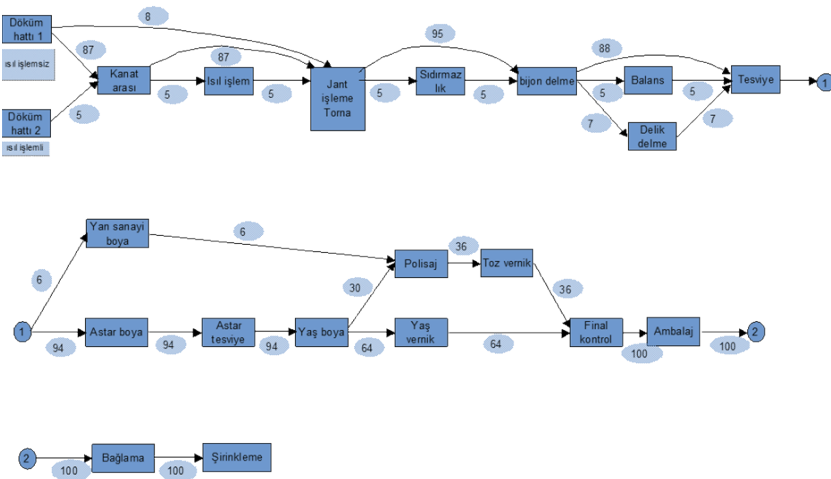 Döküm
hattı 1
8
ısıl işlemsiz
87
Kanat
arası
87
5
Isıl işlem
5
Jant
işleme
Torna
95
5
Sıdırmaz
lık
5
bijon delme
88
5
Balans
5
Tesviye
1
7
Delik
delme
7
Döküm
hattı 2
5
ısıl işlemli
Yan sanayi
boya
6
6
Polisaj
36
Toz vernik
36
30
1
94
Astar boya
94
Astar
tesviye
94
Yaş boya
64
Yaş
vernik
64
Final
kontrol
100
Ambalaj
100
2
2
100
Bağlama
100
Şirinkleme